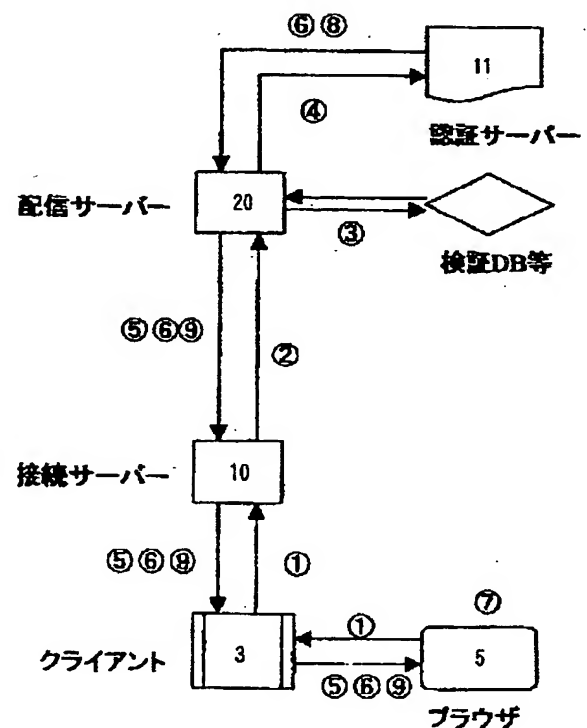 ⑥⑧
11
④
認証サーバー
配信サーバー
20
③
検証DB等
⑤⑥⑨
②
接続サーバー
10
⑤⑥⑨
①
⑦
クライアント
3
①
5
⑤⑥⑨
ブラウザ